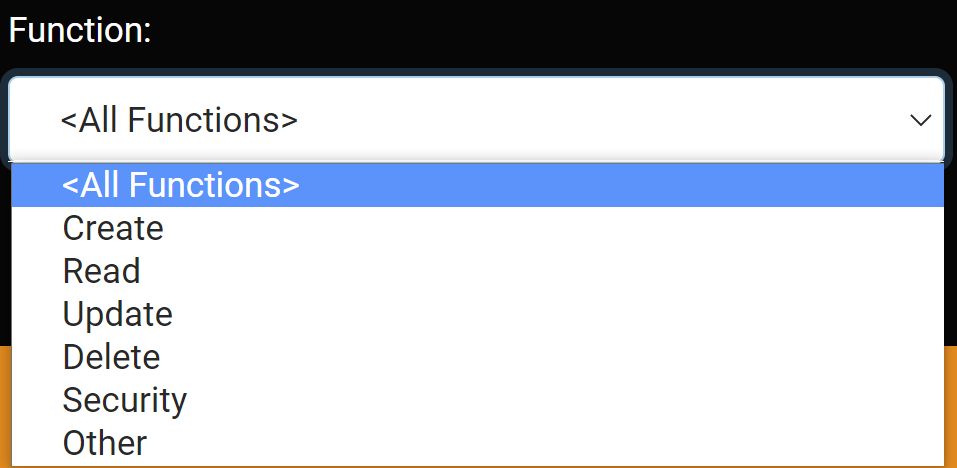 Function:
<All Functions>
<All Functions>
Create
Read
Update
Delete
Security
Other